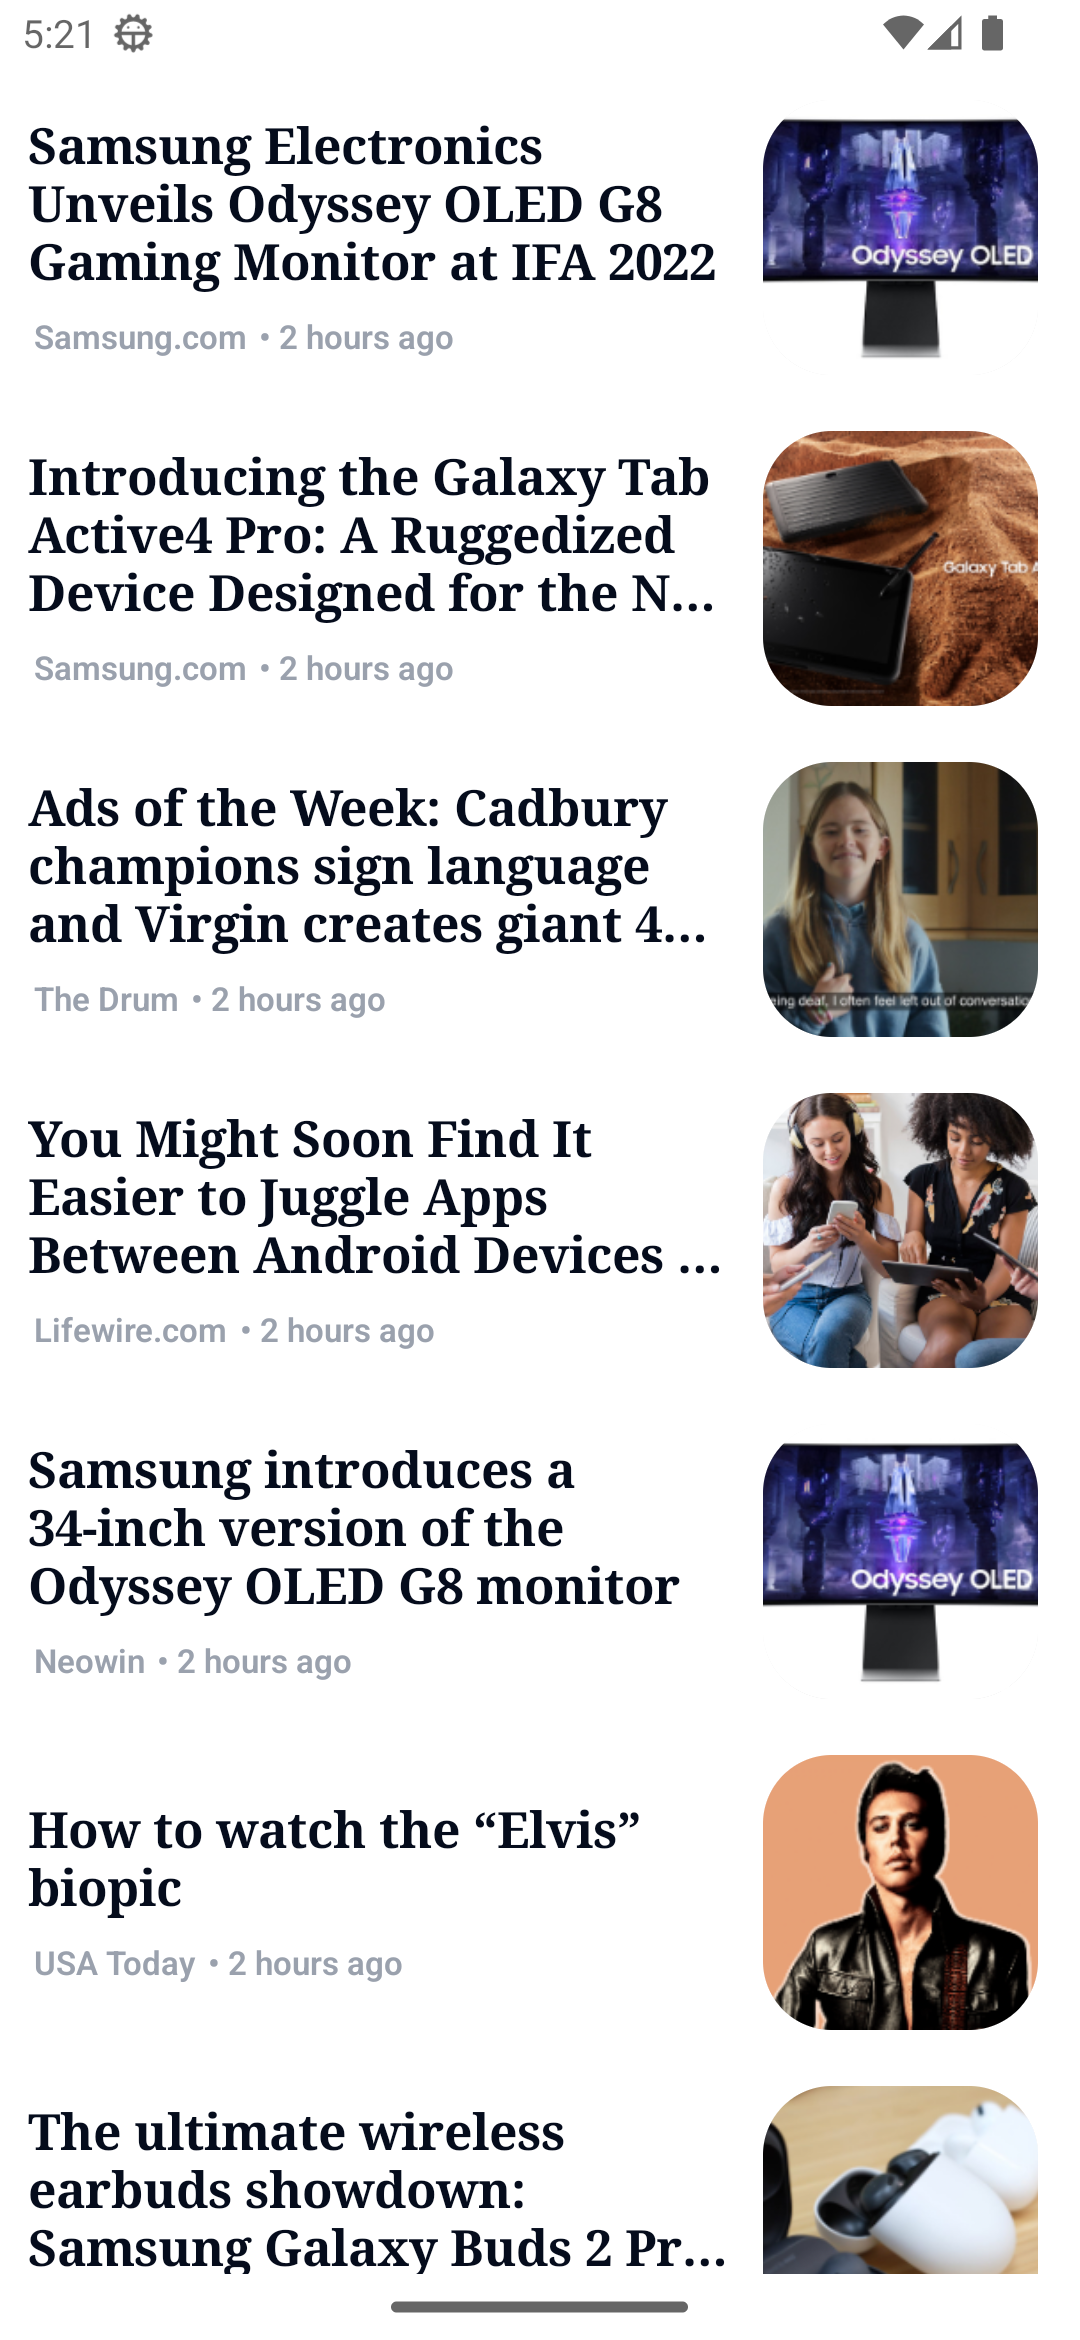 5:21
Samsung Electronics
Unveils Odyssey OLED G8
Gaming Monitor at IFA 2022
Samsung.com • 2 hours ago
Odyssey OLED
Introducing the Galaxy Tab
Active4 Pro: A Ruggedized
Device Designed for the N...
Samsung.com • 2 hours ago
Galaxy Tab A
Ads of the Week: Cadbury
champions sign language
and Virgin creates giant 4...
The Drum • 2 hours ago
eing deaf, I often feel left out of conversatio
You Might Soon Find It
Easier to Juggle Apps
Between Android Devices ...
Lifewire.com • 2 hours ago
Samsung introduces a
34-inch version of the
Odyssey OLED G8 monitor
Neowin • 2 hours ago
Odyssey OLED
How to watch the “Elvis”
biopic
USA Today • 2 hours ago
The ultimate wireless
earbuds showdown:
Samsung Galaxy Buds 2 Pr...